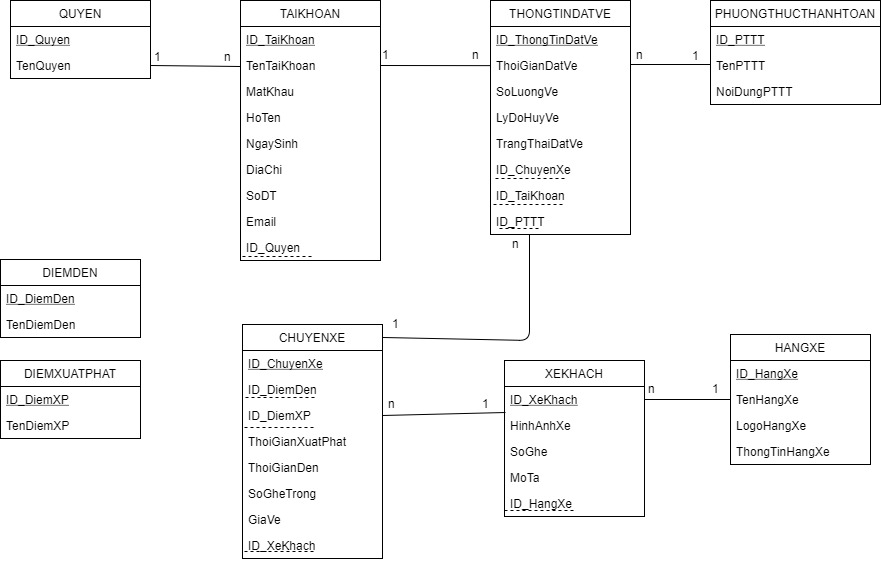 QUYEN
ID_Quyen
TenQuyen
1
n
TAIKHOAN
ID_TaiKhoan
TenTaiKhoan
MatKhau
HoTen
NgaySinh
DiaChi
SoDT
Email
ID_Quyen
1
n
THONGTINDATVE
ID_ThongTinDatVe
ThoiGianDatVe
SoLuongVe
LyDoHuyVe
TrangThaiDatVe
ID_ChuyenXe
ID_TaiKhoan
ID_PTTT
n
1
PHUONGTHUCTHANHTOAN
ID_PTTT
TenPTTT
NoiDungPTTT
n
1
DIEMDEN
ID_DiemDen
TenDiemDen
DIEMXUATPHAT
ID_DiemXP
TenDiemXP
CHUYENXE
ID_ChuyenXe
ID_DiemDen
ID_DiemXP
ThoiGianXuatPhat
ThoiGianDen
SoGheTrong
GiaVe
ID_XeKhach
n
1
XEKHACH
ID_XeKhach
HinhAnhXe
SoGhe
MoTa
ID_HangXe
n
1
HANGXE
ID_HangXe
TenHangXe
LogoHangXe
ThongTinHangXe